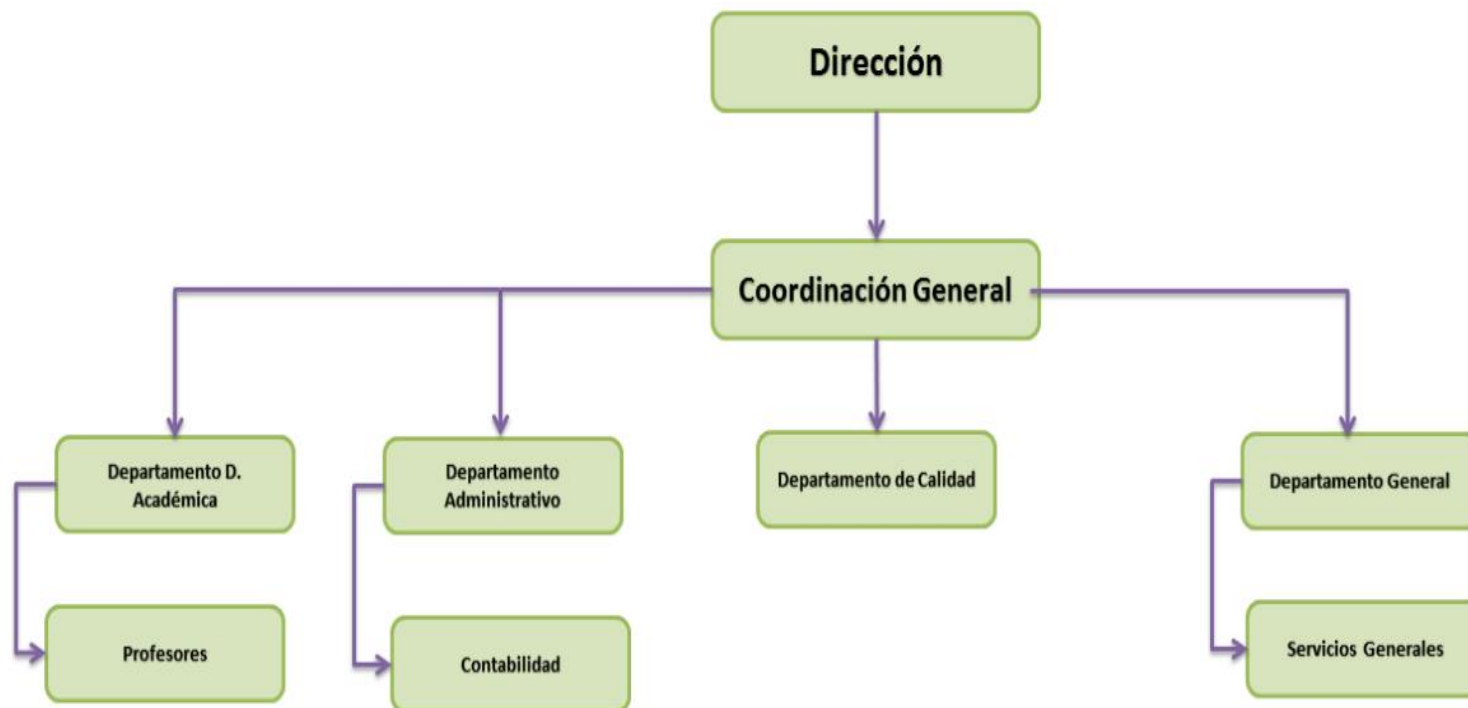 Dirección
Coordinación General
Departamento D.
Académica
Departamento
Administrativo
Departamento de Calidad
Departamento General
Profesores
Contabilidad
Servicios Generales